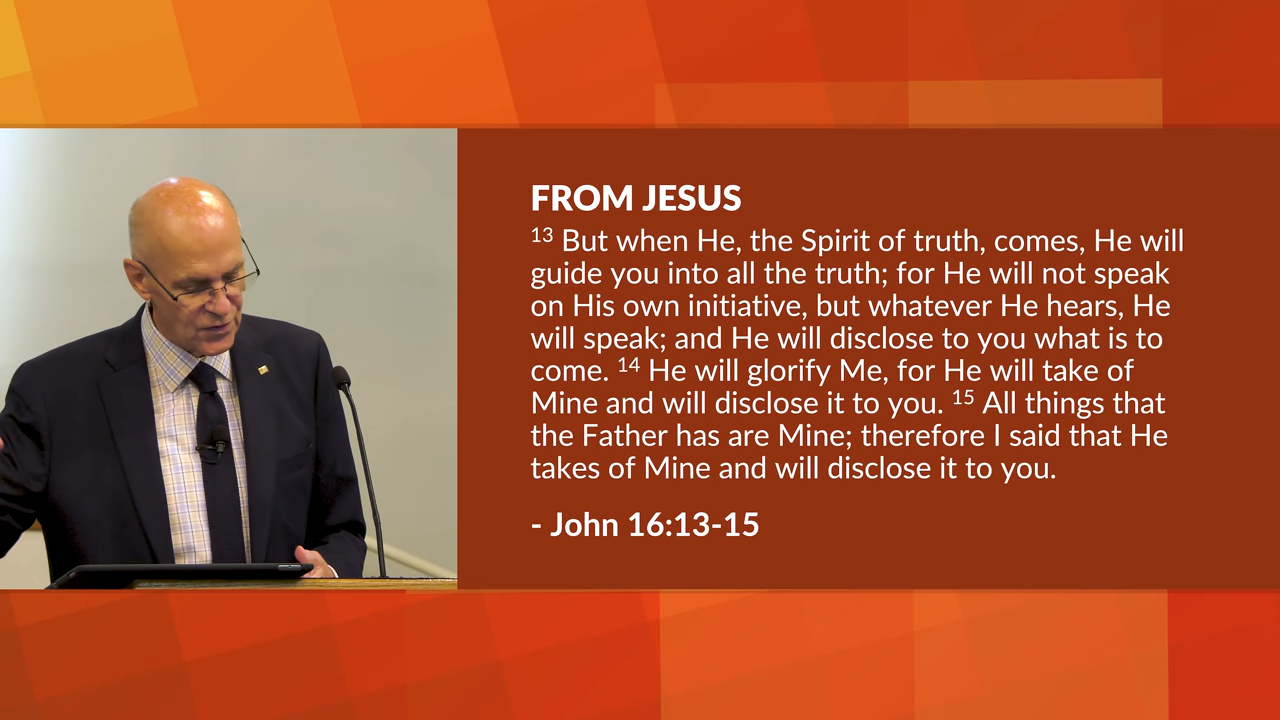 FROM JESUS
13 But when He, the Spirit of truth, comes, He will
guide you into all the truth; for He will not speak
on His own initiative, but whatever He hears, He
will speak; and He will disclose to you what is to
come. 14 He will glorify Me, for He will take of
Mine and will disclose it to you. 15 All things that
the Father has are Mine; therefore I said that He
takes of Mine and will disclose it to you.
- John 16:13-15